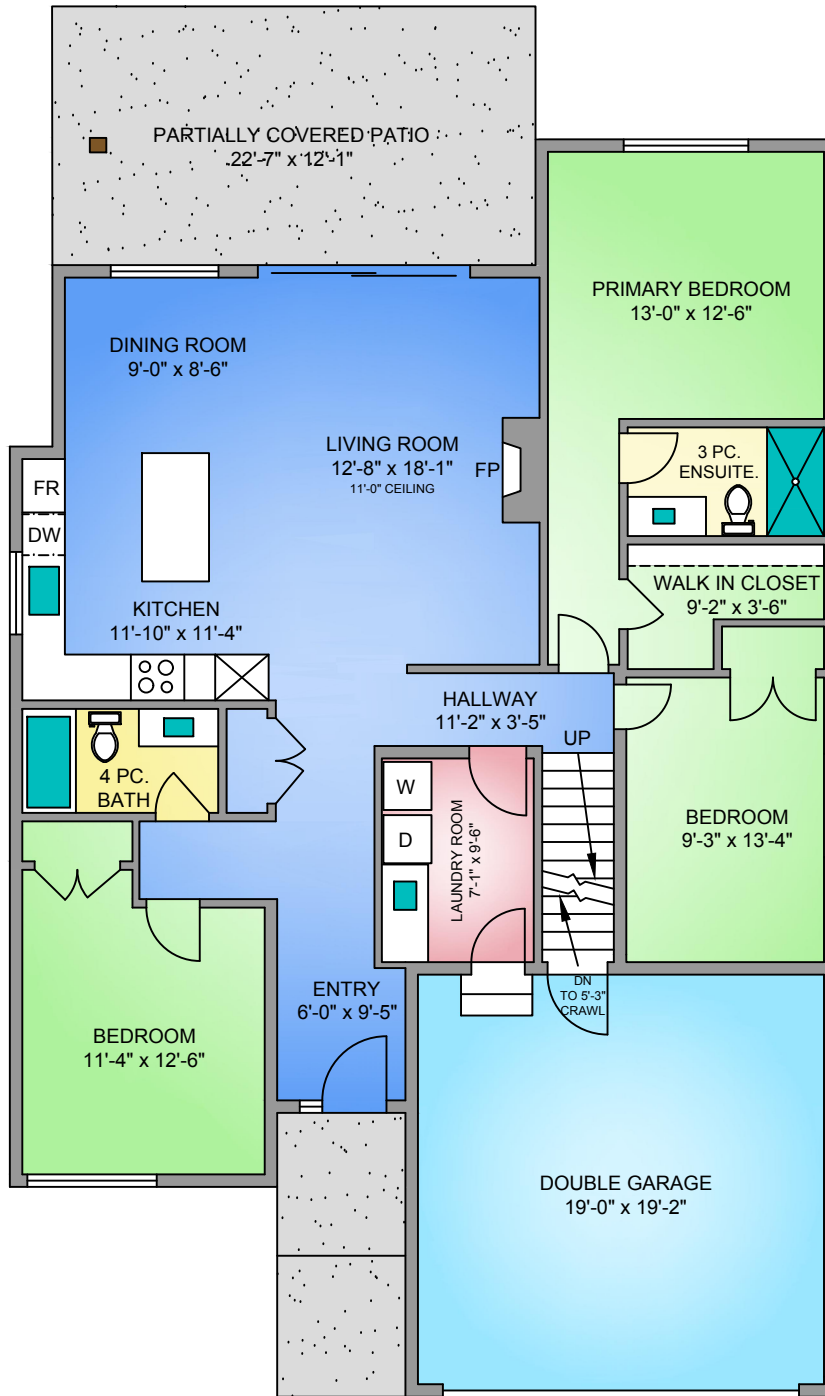 PARTIALLY COVERED PATIO
22'-7" x 12'-1"
PRIMARY BEDROOM
13'-0" x 12'-6"
DINING ROOM
9'-0" x 8'-6"
LIVING ROOM
12'-8" x 18'-1"
11'-0" CEILING
FP
3 PC.
ENSUITE.
FR
DW
KITCHEN
11'-10" x 11'-4"
WALK IN CLOSET
9'-2" x 3'-6"
HALLWAY
11'-2" x 3'-5"
UP
4 PC.
BATH
W
D
LAUNDRY ROOM
7'-1" x 9'-6"
BEDROOM
9'-3" x 13'-4"
ENTRY
6'-0" x 9'-5"
DN
TO 5'-3"
CRAWL
BEDROOM
11'-4" x 12'-6"
DOUBLE GARAGE
19'-0" x 19'-2"